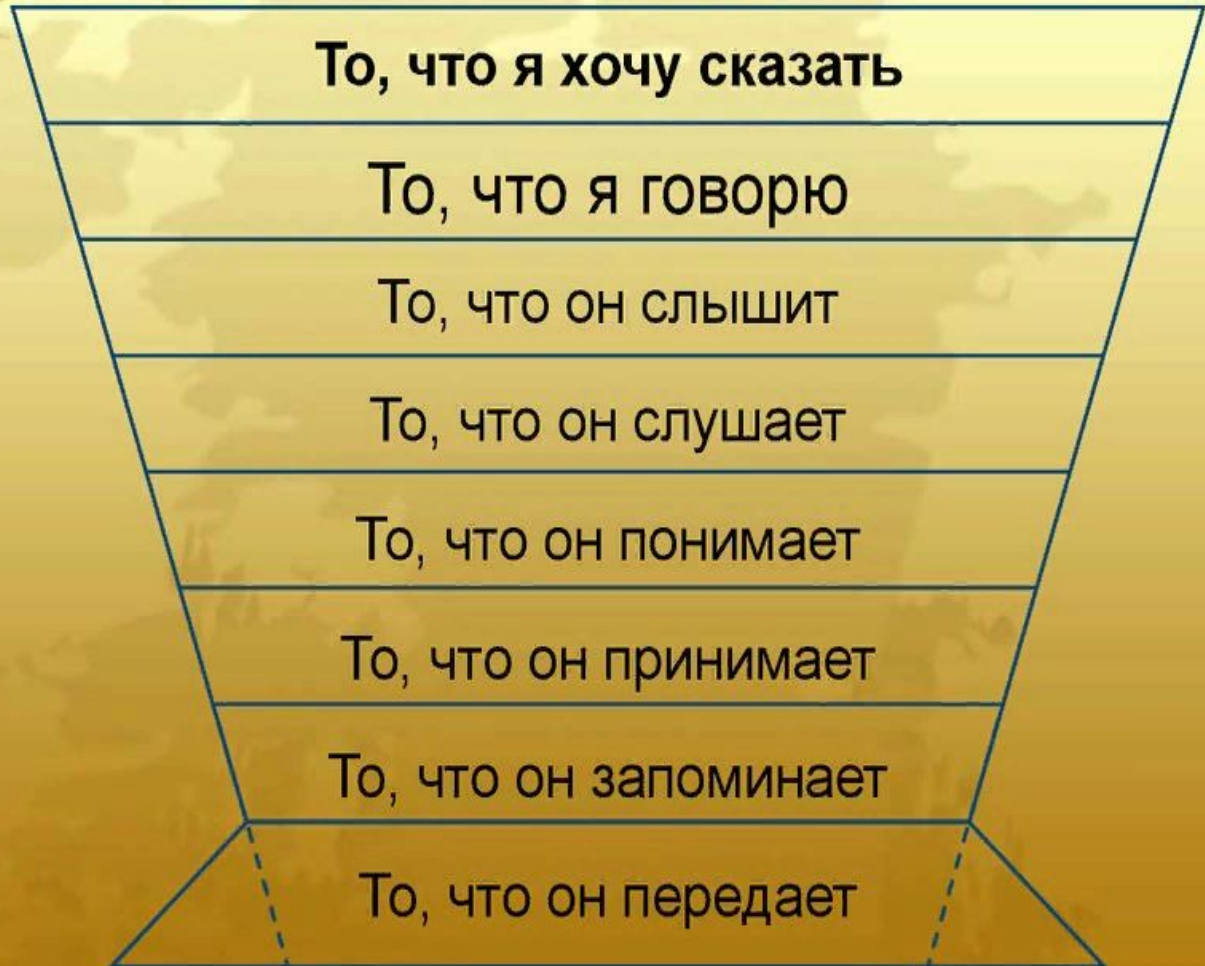 То, что я хочу сказать
То, что я говорю
То, что он слышит
То, что он слушает
То, что он понимает
То, что он принимает
То, что он запоминает
То, что он передает